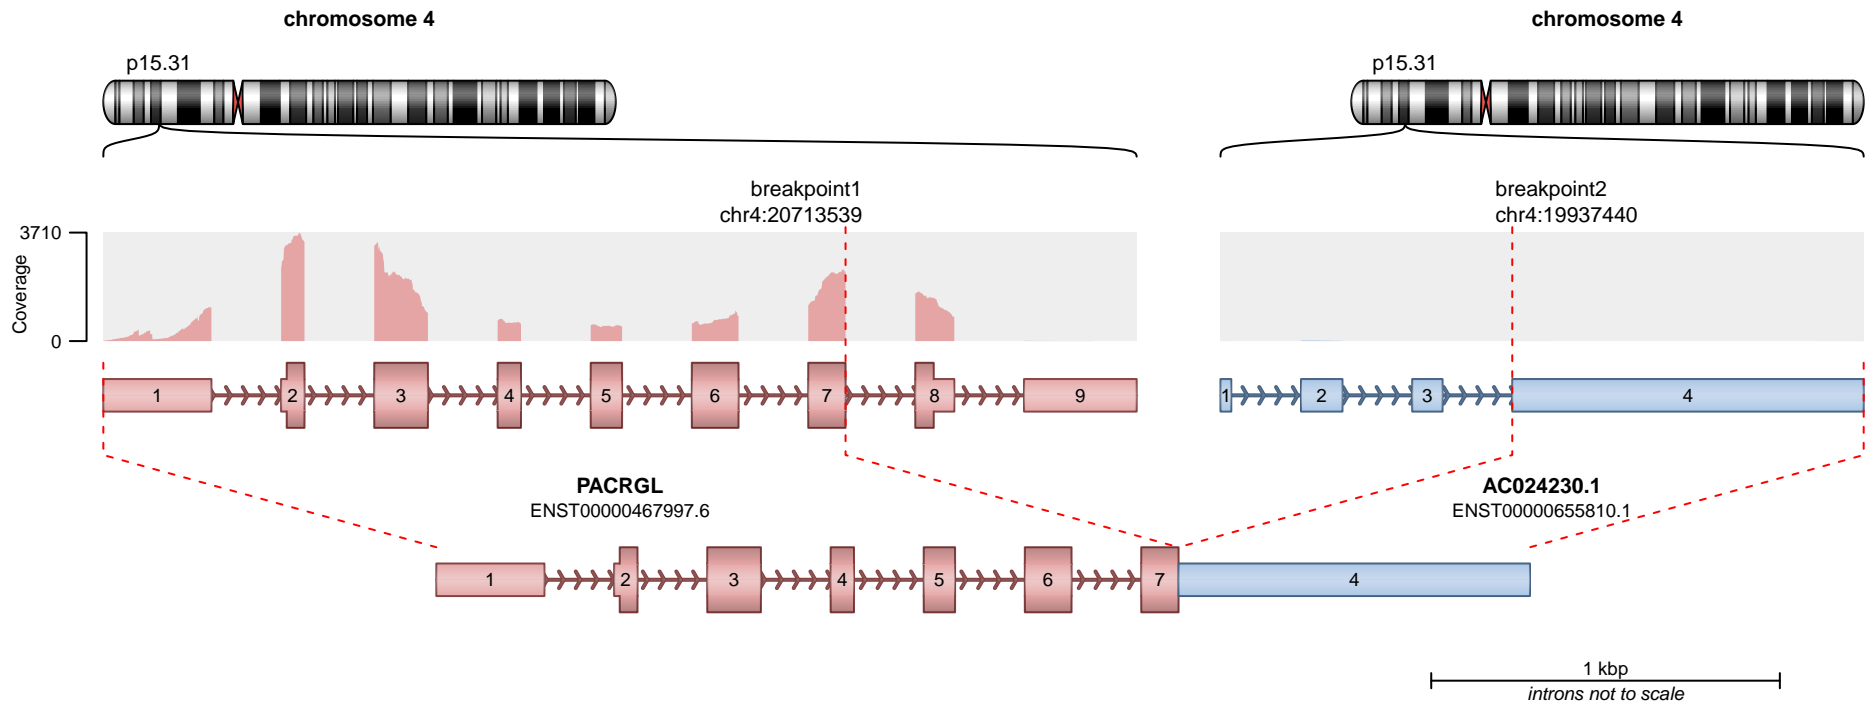 chromosome 4
chromosome 4
p15.31
p15.31
breakpoint1
chr4:20713539
breakpoint2
chr4:19937440
3710
Coverage
0
1 2 3 4 5 6 7 8 9
1 2 3 4
PACRGL
ENST00000467997.6
AC024230.1
ENST00000655810.1
1 2 3 4 5 6 7 4
1 kbp
introns not to scale